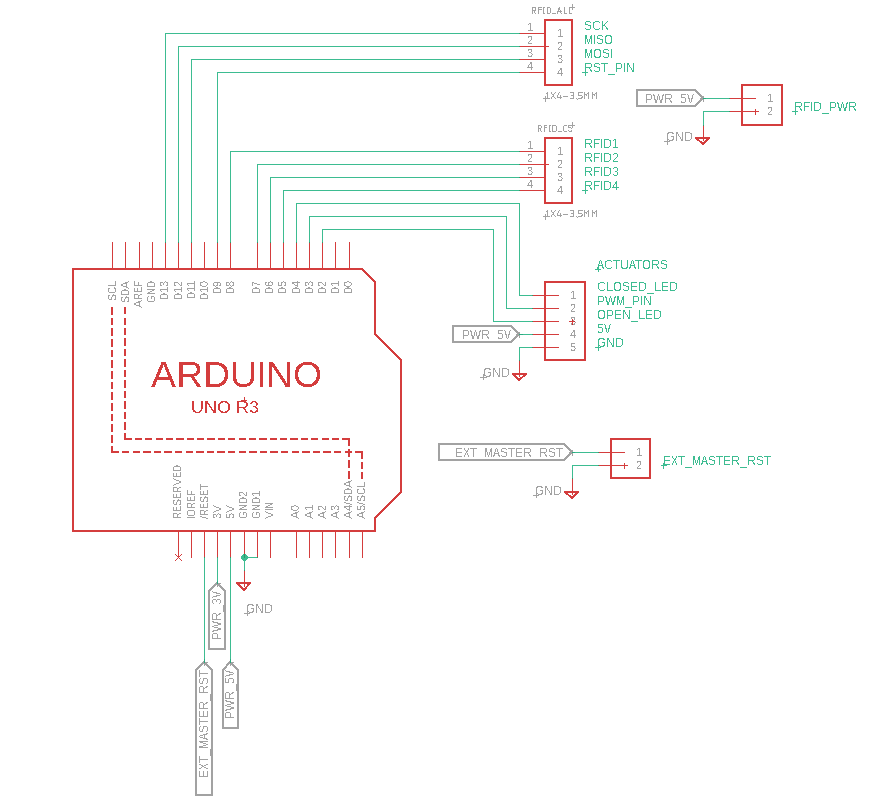 RFID_ALL
1 1 SCK
2 2 MISO
3 3 MOSI
4 4 RST_PIN
1X4-3.5MM
PWR_5V 1
2 RFID_PWR
GND
RFID_CS
1 1 RFID1
2 2 RFID2
3 3 RFID3
4 4 RFID4
1X4-3.5MM
ACTUATORS
1 CLOSED_LED
2 PWM_PIN
3 OPEN_LED
PWR_5V 4 5V
5 GND
GND
SCL SDA AREF GND D13 D12 D11 D10 D9 D8 D7 D6 D5 D4 D3 D2 D1 D0
ARDUINO
UNO R3
EXT_MASTER_RST 1
2 EXT_MASTER_RST
GND
RESERVED IOREF /RESET 3V 5V GND2 GND1 VIN A0 A1 A2 A3 A4/SDA A5/SCL
GND
PWR_3V
EXT_MASTER_RST
PWR_5V